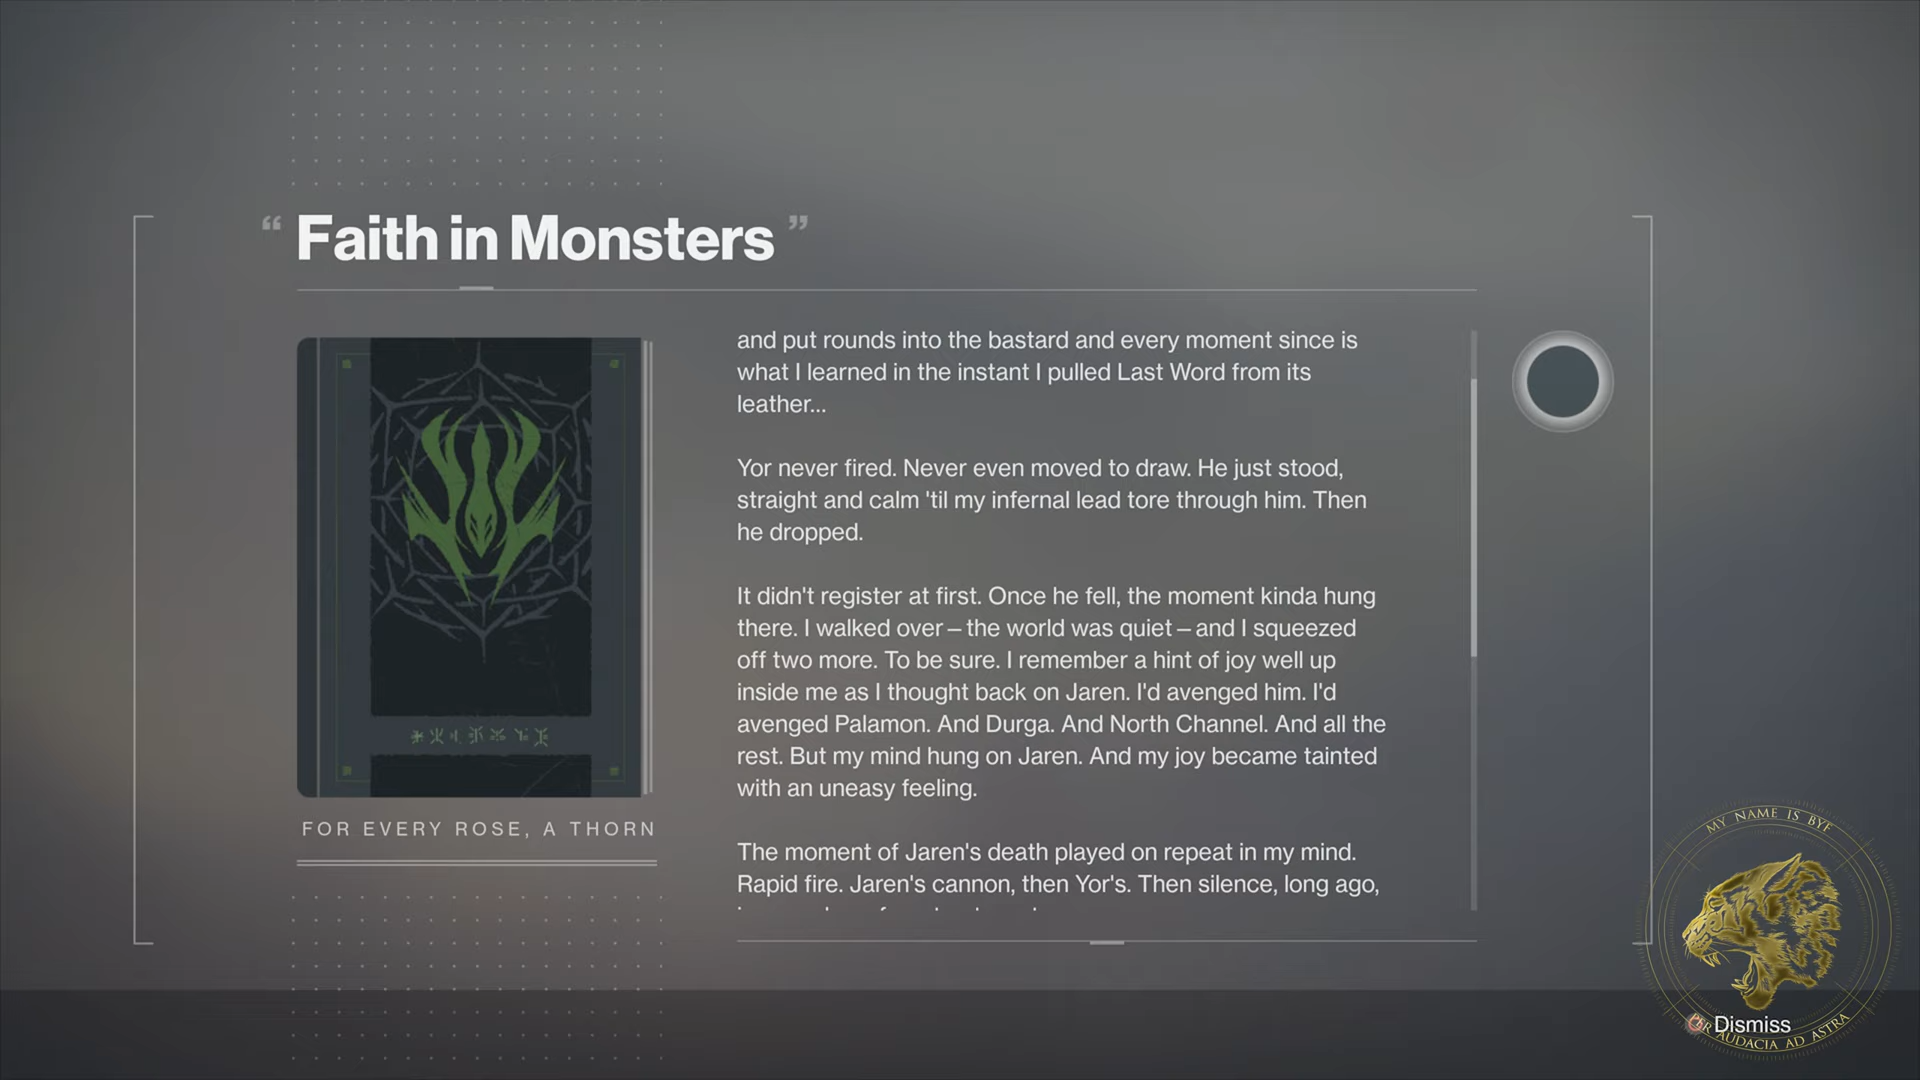 “ Faith in Monsters ”
and put rounds into the bastard and every moment since is
what I learned in the instant I pulled Last Word from its
leather...
Yor never fired. Never even moved to draw. He just stood,
straight and calm 'til my infernal lead tore through him. Then
he dropped.
It didn't register at first. Once he fell, the moment kinda hung
there. I walked over – the world was quiet – and I squeezed
off two more. To be sure. I remember a hint of joy well up
inside me as I thought back on Jaren. I'd avenged him. I'd
avenged Palamon. And Durga. And North Channel. And all the
rest. But my mind hung on Jaren. And my joy became tainted
with an uneasy feeling.
The moment of Jaren's death played on repeat in my mind.
Rapid fire. Jaren's cannon, then Yor's. Then silence, long ago,
FOR EVERY ROSE, A THORN
MY NAME IS BYF
Dismiss
PER AUDACIA AD ASTRA